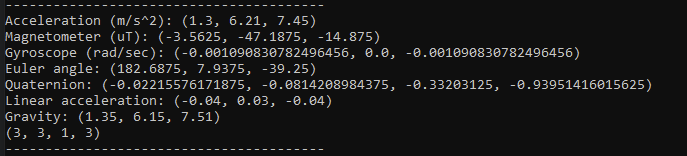 ----------------------------------------
Acceleration (m/s^2): (1.3, 6.21, 7.45)
Magnetometer (uT): (-3.5625, -47.1875, -14.875)
Gyroscope (rad/sec): (-0.001090830782496456, 0.0, -0.001090830782496456)
Euler angle: (182.6875, 7.9375, -39.25)
Quaternion: (-0.02215576171875, -0.0814208984375, -0.33203125, -0.93951416015625)
Linear acceleration: (-0.04, 0.03, -0.04)
Gravity: (1.35, 6.15, 7.51)
(3, 3, 1, 3)
----------------------------------------